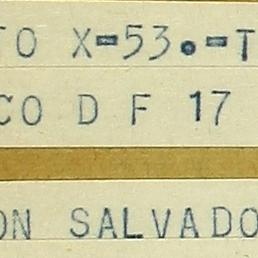 TO X=53.=T
CO D F 17
ON SALVADO